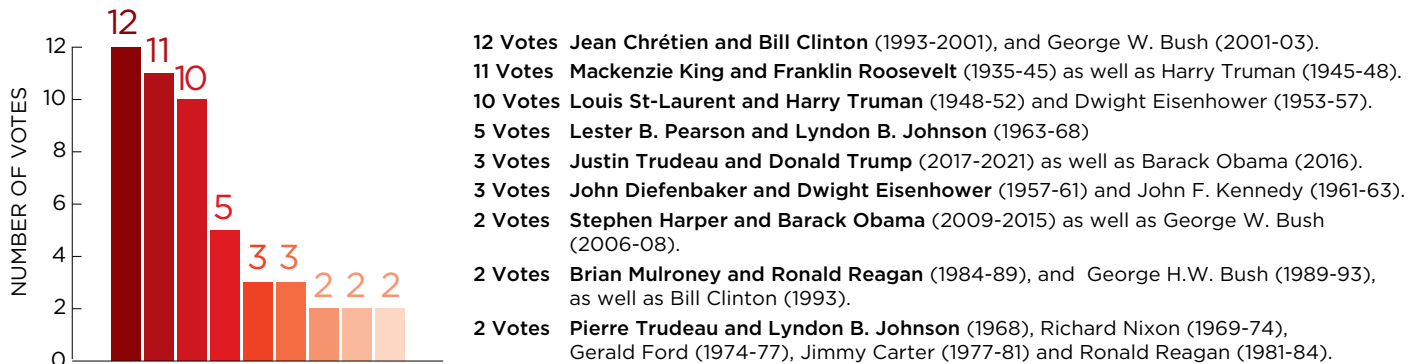 12
11
10
5
3
3
2
2
2
12
10
8
6
4
2
0
NUMBER OF VOTES
12 Votes Jean Chrétien and Bill Clinton (1993-2001), and George W. Bush (2001-03).
11 Votes Mackenzie King and Franklin Roosevelt (1935-45) as well as Harry Truman (1945-48).
10 Votes Louis St-Laurent and Harry Truman (1948-52) and Dwight Eisenhower (1953-57).
5 Votes Lester B. Pearson and Lyndon B. Johnson (1963-68)
3 Votes Justin Trudeau and Donald Trump (2017-2021) as well as Barack Obama (2016).
3 Votes John Diefenbaker and Dwight Eisenhower (1957-61) and John F. Kennedy (1961-63).
2 Votes Stephen Harper and Barack Obama (2009-2015) as well as George W. Bush
(2006-08).
2 Votes Brian Mulroney and Ronald Reagan (1984-89), and George H.W. Bush (1989-93),
as well as Bill Clinton (1993).
2 Votes Pierre Trudeau and Lyndon B. Johnson (1968), Richard Nixon (1969-74),
Gerald Ford (1974-77), Jimmy Carter (1977-81) and Ronald Reagan (1981-84).